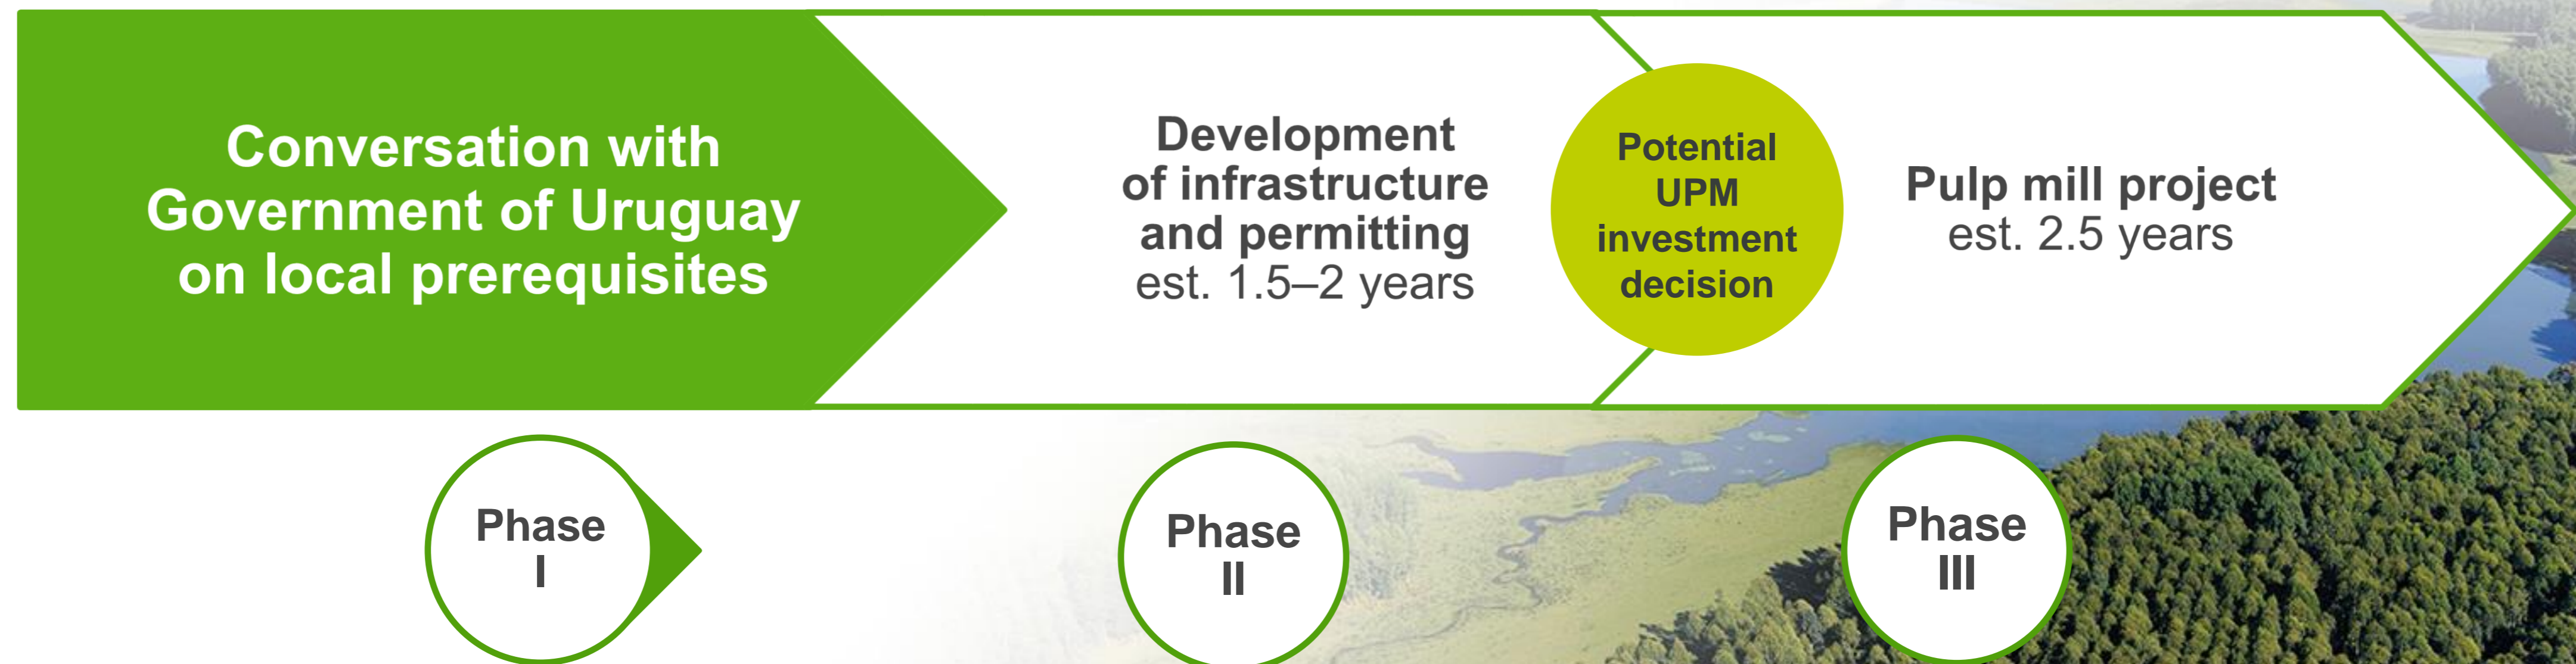 Conversation with
Government of Uruguay
on local prerequisites
Development
of infrastructure
and permitting
est. 1.5–2 years
Potential
UPM
investment
decision
Pulp mill project
est. 2.5 years
Phase
I
Phase
II
Phase
III